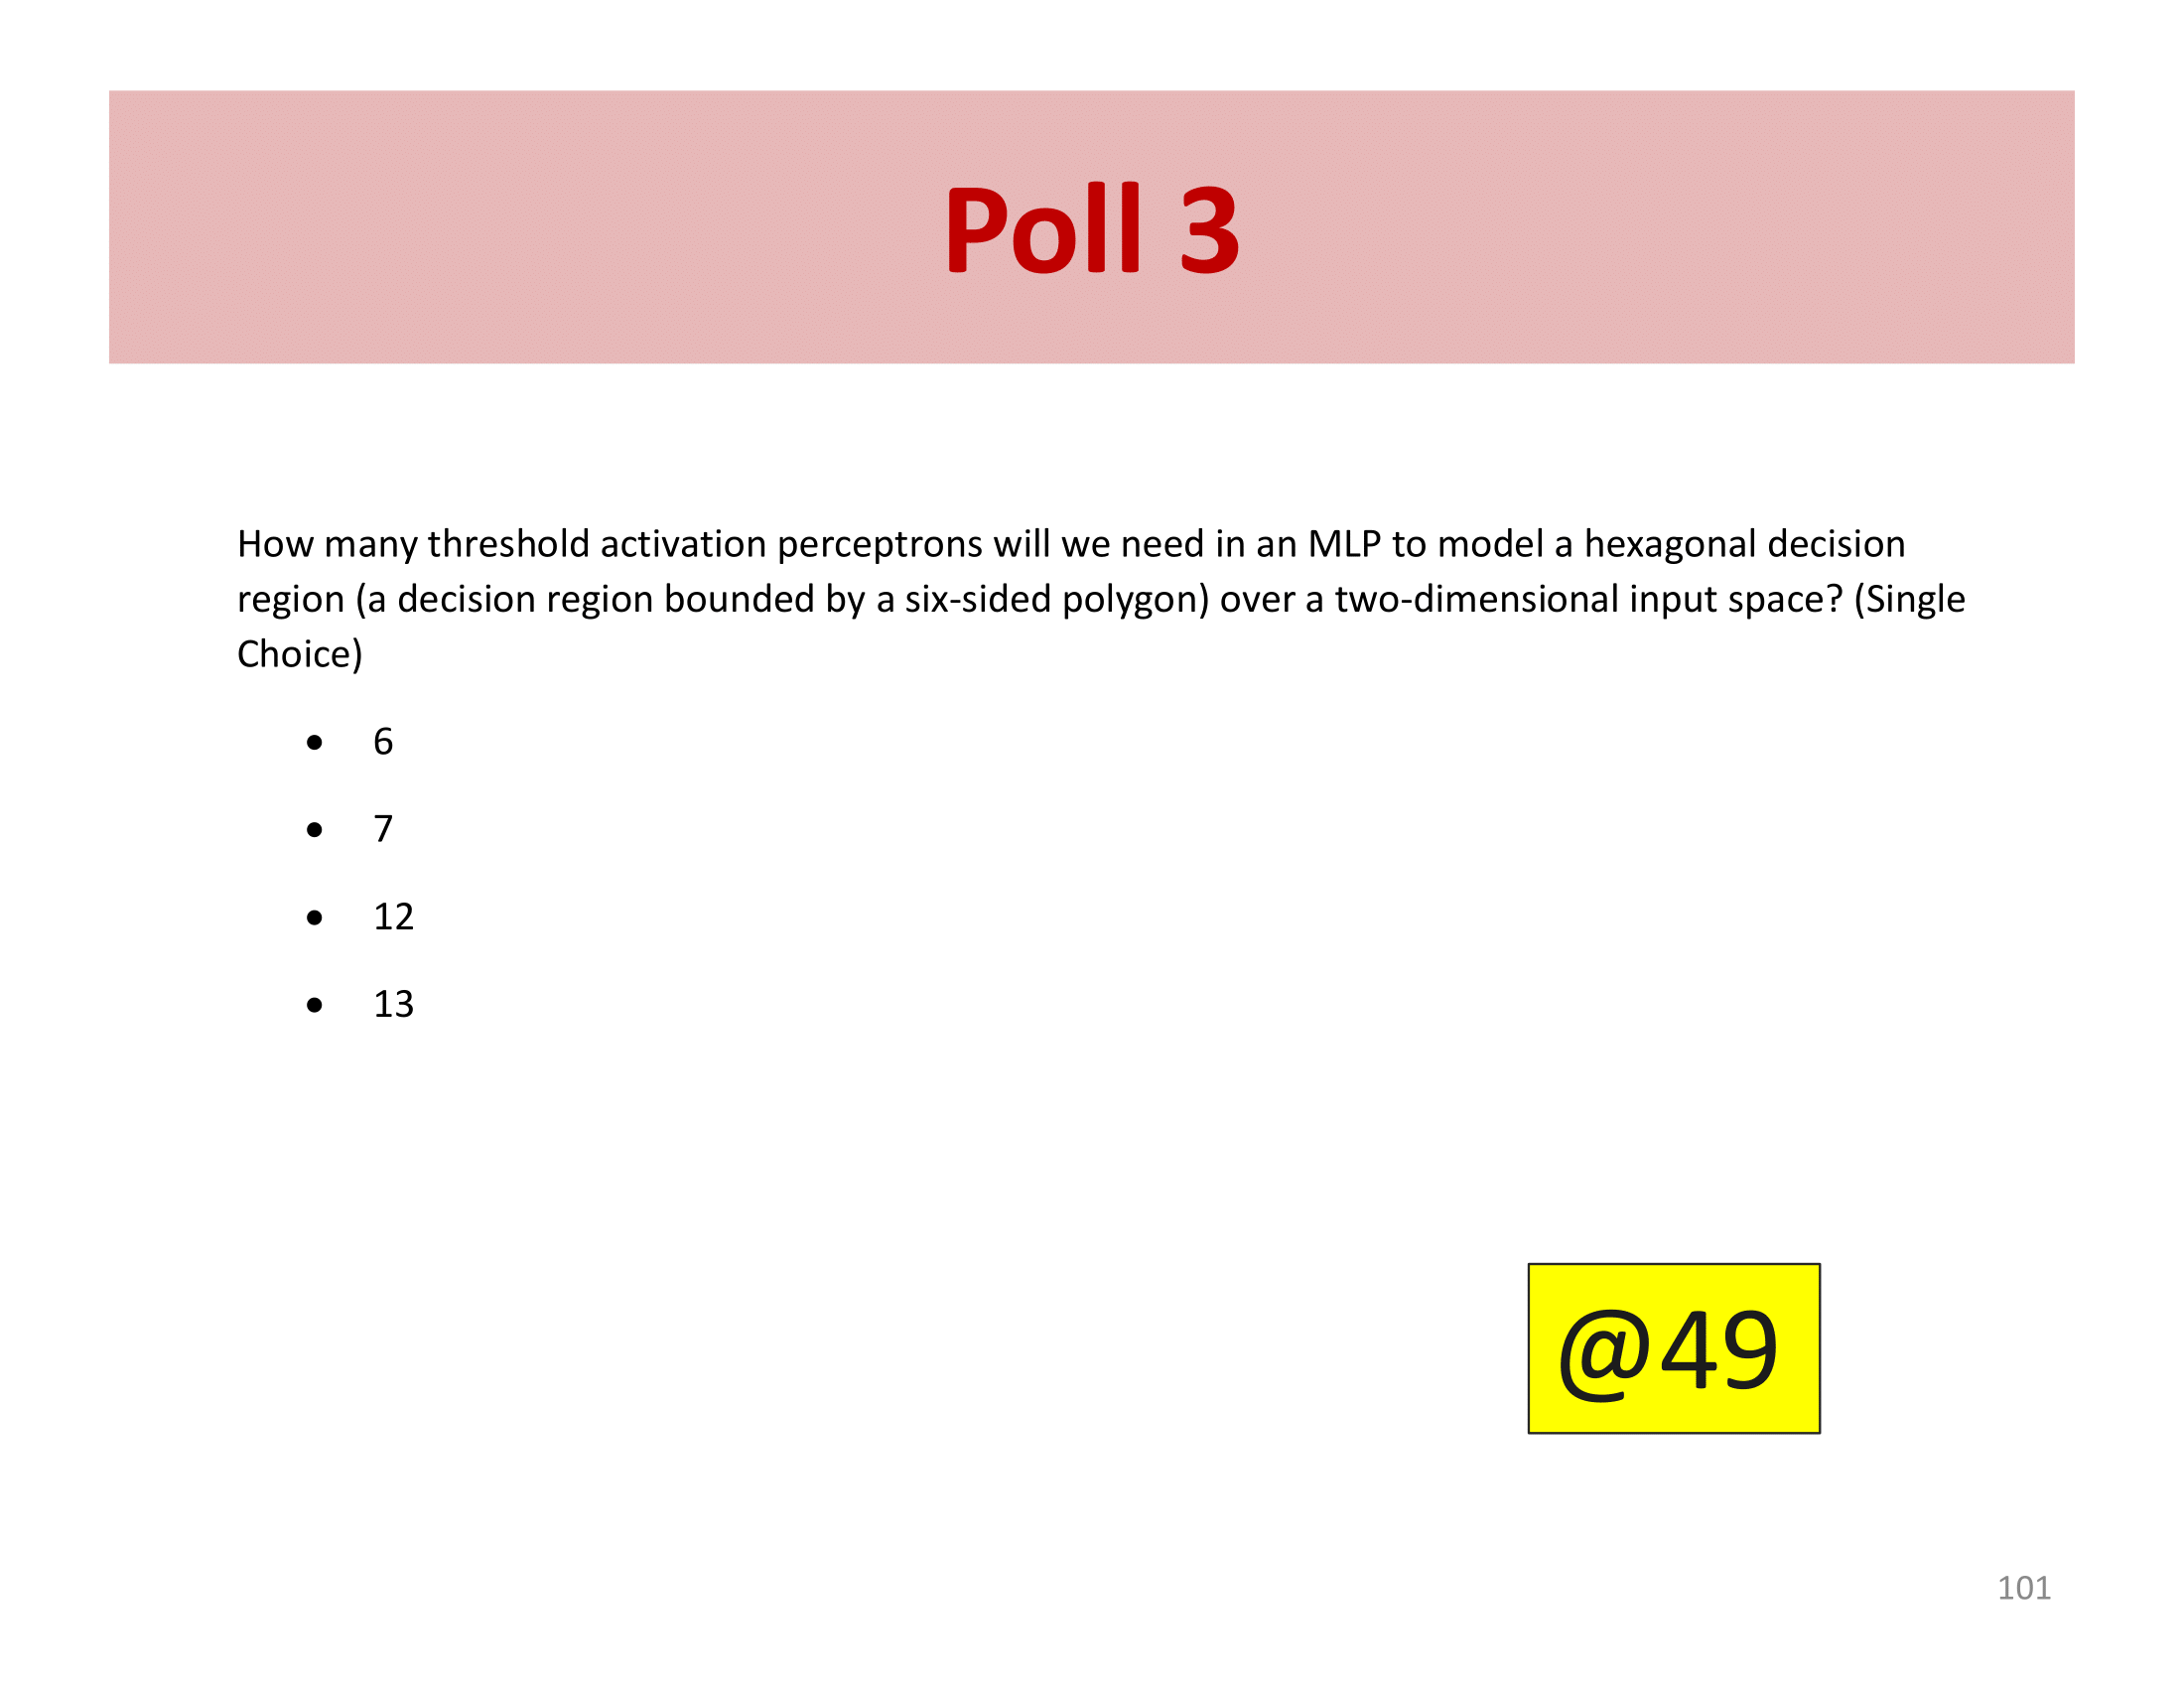 Poll 3
How many threshold activation perceptrons will we need in an MLP to model a hexagonal decision
region (a decision region bounded by a six-sided polygon) over a two-dimensional input space? (Single
Choice)
• 6
• 7
• 12
• 13
@49
101